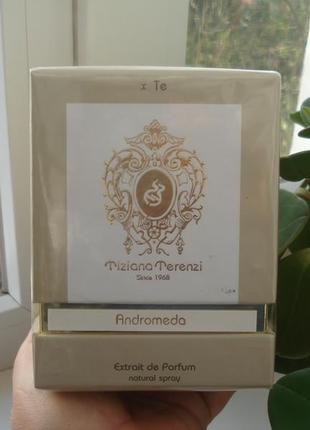 x Te
Tiziana Terenzi
Since 1968
Andromeda
Extrait de Parfum
natural spray